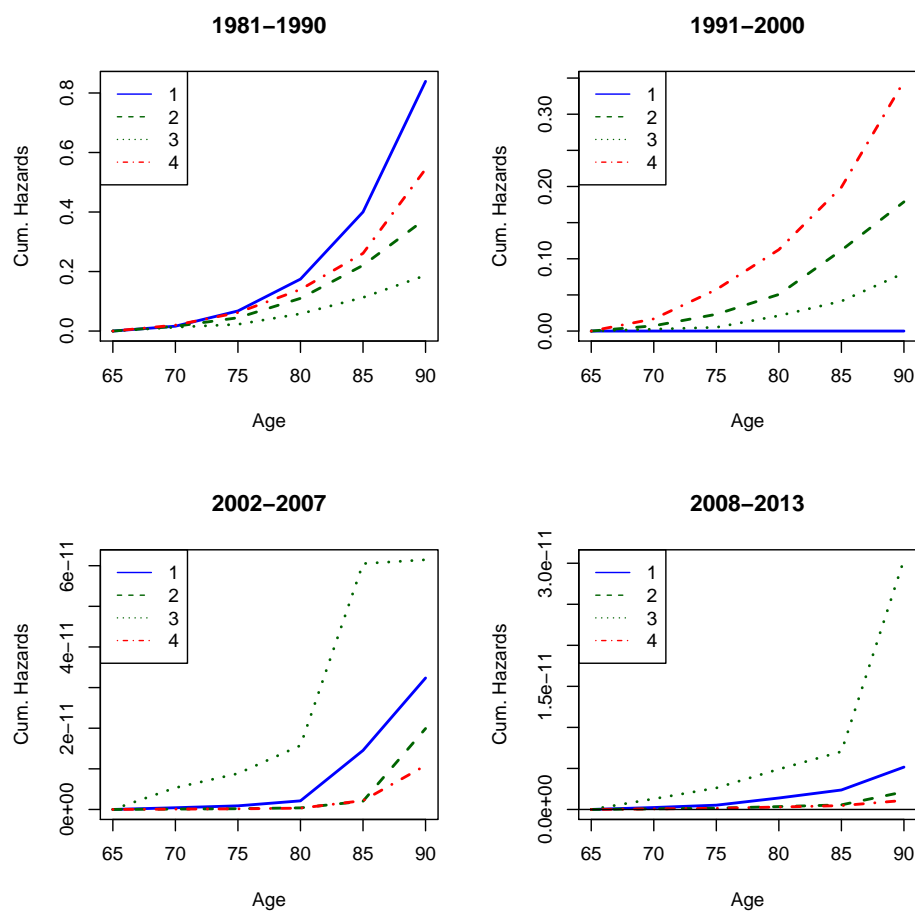 1981−1990
1
2
3
4
Cum. Hazards
0.0
0.2
0.4
0.6
0.8
65 70 75 80 85 90
Age
1991−2000
1
2
3
4
Cum. Hazards
0.00
0.10
0.20
0.30
65 70 75 80 85 90
Age
2002−2007
1
2
3
4
Cum. Hazards
0e+00
2e−11
4e−11
6e−11
65 70 75 80 85 90
Age
2008−2013
1
2
3
4
Cum. Hazards
0.0e+00
1.5e−11
3.0e−11
65 70 75 80 85 90
Age